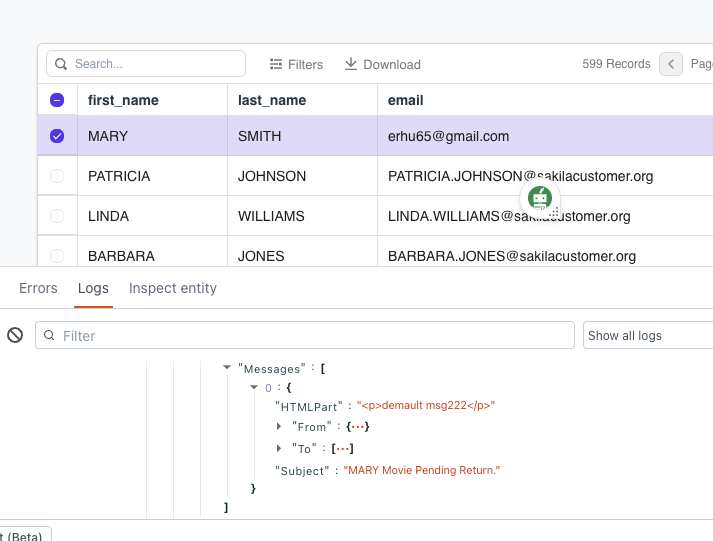 Search... Filters Download 599 Records Page
first_name last_name email
MARY SMITH erhu65@gmail.com
PATRICIA JOHNSON PATRICIA.JOHNSON@sakilacustomer.org
LINDA WILLIAMS LINDA.WILLIAMS@sakilacustomer.org
BARBARA JONES BARBARA.JONES@sakilacustomer.org
Errors Logs Inspect entity
Filter Show all logs
"Messages" : [
0 : {
"HTMLPart" : "<p>demault msg222</p>"
"From" : {...}
"To" : [...]
"Subject" : "MARY Movie Pending Return."
}
]
t (Beta)